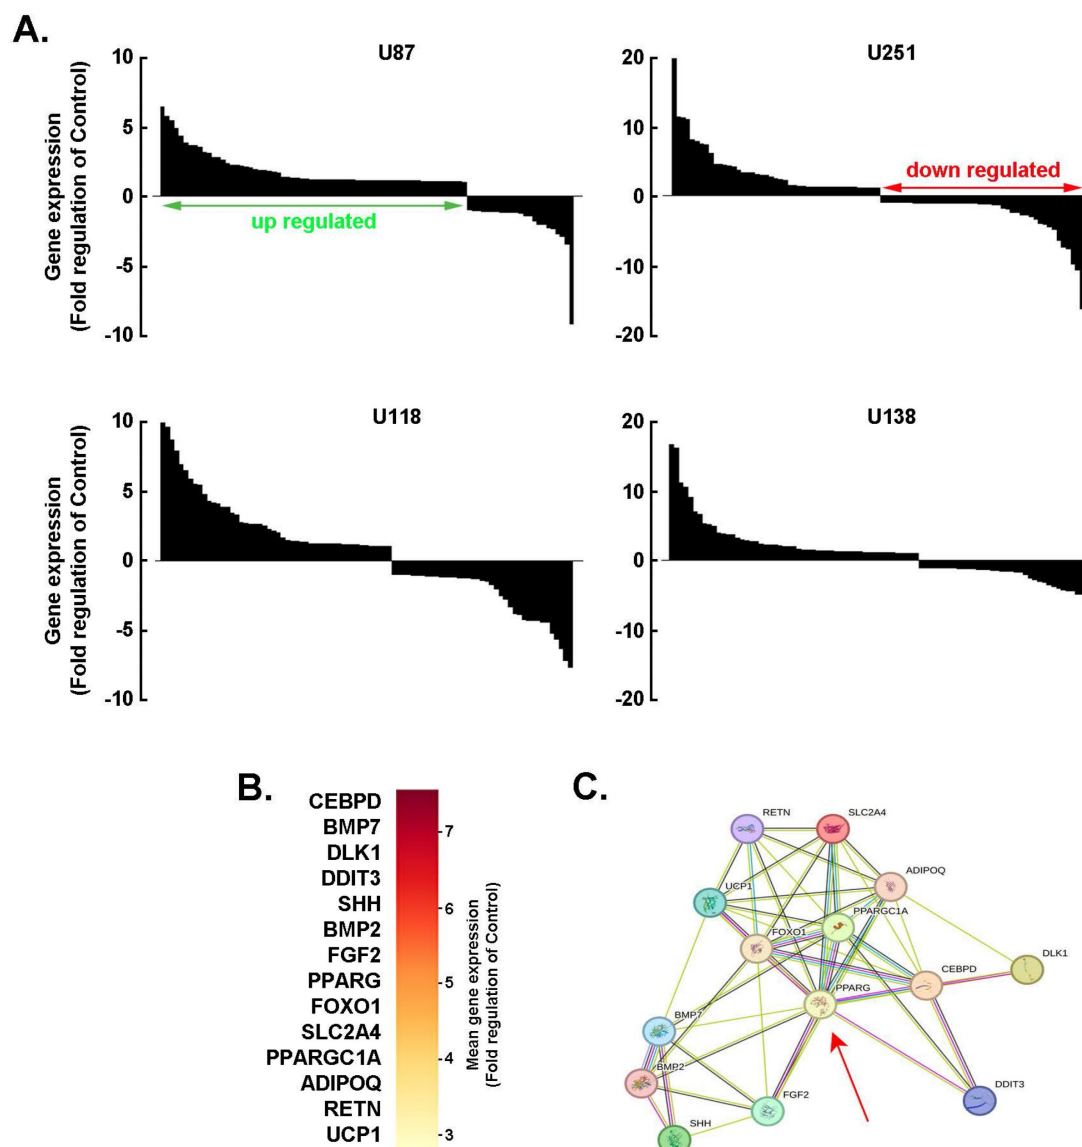 A.
U87
10
5
0
-5
-10
Gene expression
(Fold regulation of Control)
up regulated
U251
20
10
0
-10
-20
down regulated
U118
10
5
0
-5
-10
Gene expression
(Fold regulation of Control)
U138
20
10
0
-10
-20
B.
CEBPD
BMP7
DLK1
DDIT3
SHH
BMP2
FGF2
PPARG
FOXO1
SLC2A4
PPARGC1A
ADIPOQ
RETN
UCP1
7
6
5
4
3
Mean gene expression
(Fold regulation of Control)
C.
RETN
SLC2A4
ADIPOQ
UCP1
PPARGC1A
FOXO1
DLK1
CEBPD
PPARG
BMP7
BMP2
FGF2
DDIT3
SHH